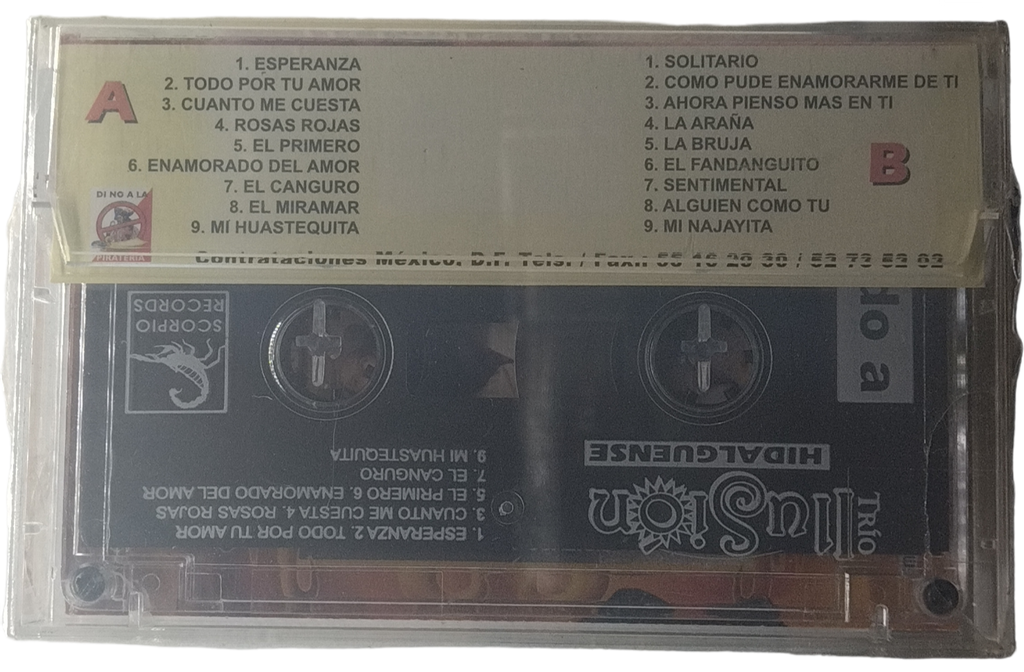 A
1. ESPERANZA
2. TODO POR TU AMOR
3. CUANTO ME CUESTA
4. ROSAS ROJAS
5. EL PRIMERO
6. ENAMORADO DEL AMOR
7. EL CANGURO
8. EL MIRAMAR
9. MI HUASTEQUITA
DI NO A LA
PIRATERIA
1. SOLITARIO
2. COMO PUDE ENAMORARME DE TI
3. AHORA PIENSO MAS EN TI
4. LA ARAÑA
5. LA BRUJA
6. EL FANDANGUITO
7. SENTIMENTAL
8. ALGUIEN COMO TU
9. MI NAJAYITA
B
Contrataciones México, D.F. Tels. / Fax:
TRÍO
IlluSión
HIDALGUENSE
1. ESPERANZA 2. TODO POR TU AMOR
3. CUANTO ME CUESTA 4. ROSAS ROJAS
5. EL PRIMERO 6. ENAMORADO DEL AMOR
7. EL CANGURO
9. MI HUASTEQUITA
SCORPIO
RECORDS
do a